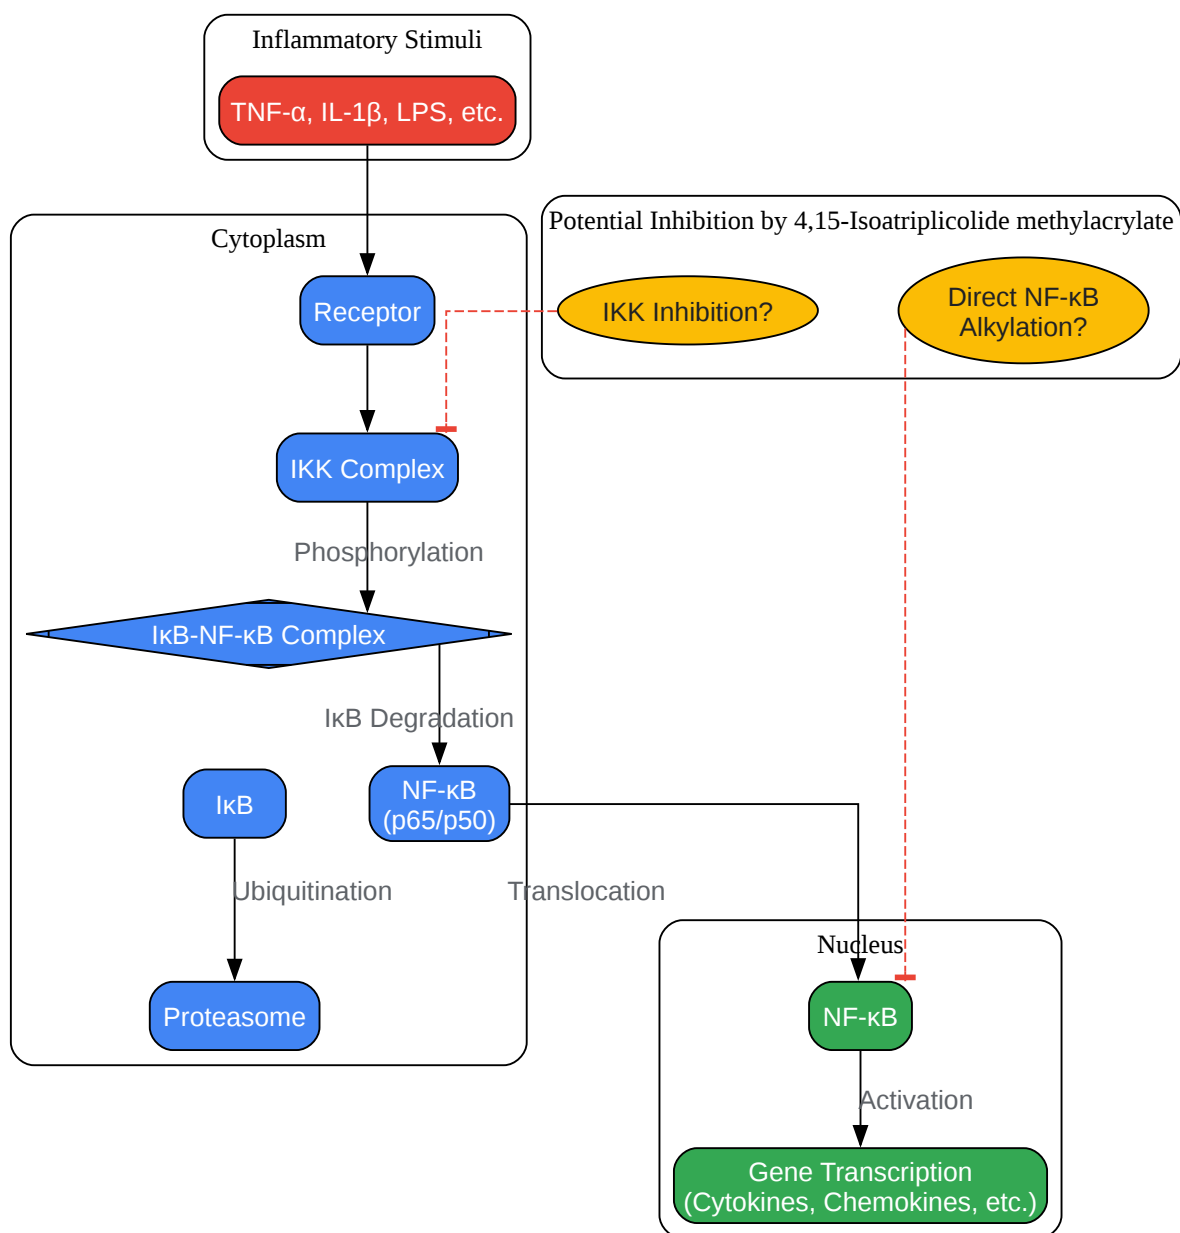 Inflammatory Stimuli
TNF-α, IL-1β, LPS, etc.
Potential Inhibition by 4,15-Isoatriplicolide methylacrylate
Cytoplasm
IKK Inhibition?
Direct NF-κB
Alkylation?
Receptor
IKK Complex
Phosphorylation
IκB-NF-κB Complex
IκB Degradation
IκB
NF-κB
(p65/p50)
Ubiquitination
Translocation
Nucleus
Proteasome
NF-κB
Activation
Gene Transcription
(Cytokines, Chemokines, etc.)